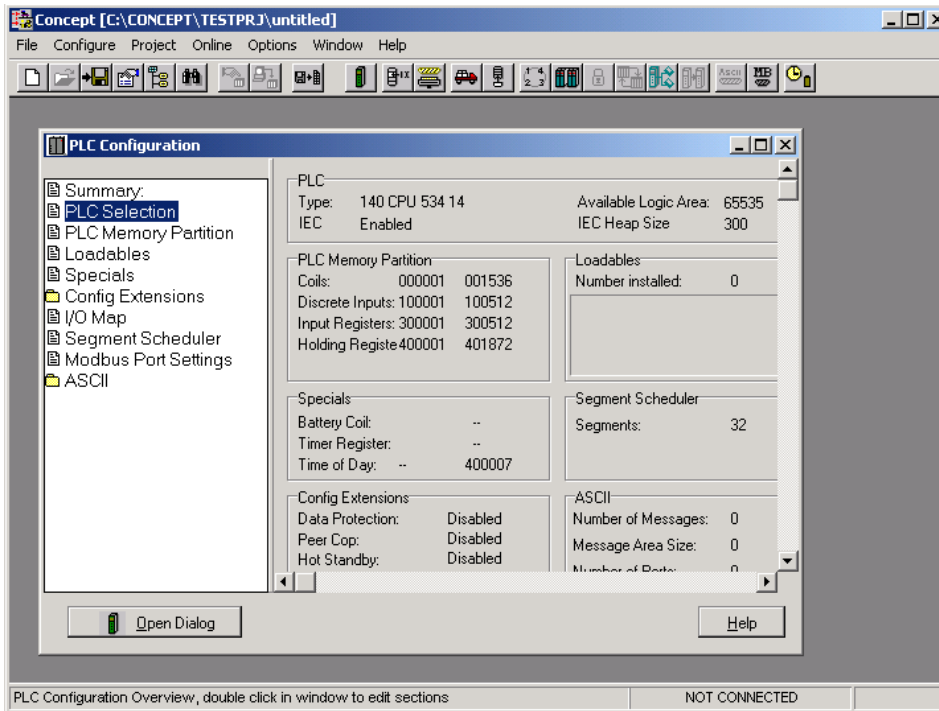 Concept [C:\CONCEPT\TESTPRJ\untitled]
File Configure Project Online Options Window Help
PLC Configuration
Summary:
PLC Selection
PLC Memory Partition
Loadables
Specials
Config Extensions
I/O Map
Segment Scheduler
Modbus Port Settings
ASCII
PLC
Type: 140 CPU 534 14 Available Logic Area: 65535
IEC Enabled IEC Heap Size 300
PLC Memory Partition
Coils: 000001 001536
Discrete Inputs: 100001 100512
Input Registers: 300001 300512
Holding Registe 400001 401872
Loadables
Number installed: 0
Specials
Battery Coil: --
Timer Register: --
Time of Day: -- 400007
Segment Scheduler
Segments: 32
Config Extensions
Data Protection: Disabled
Peer Cop: Disabled
Hot Standby: Disabled
ASCII
Number of Messages: 0
Message Area Size: 0
Number of Ports: 0
Open Dialog
Help
PLC Configuration Overview, double click in window to edit sections
NOT CONNECTED